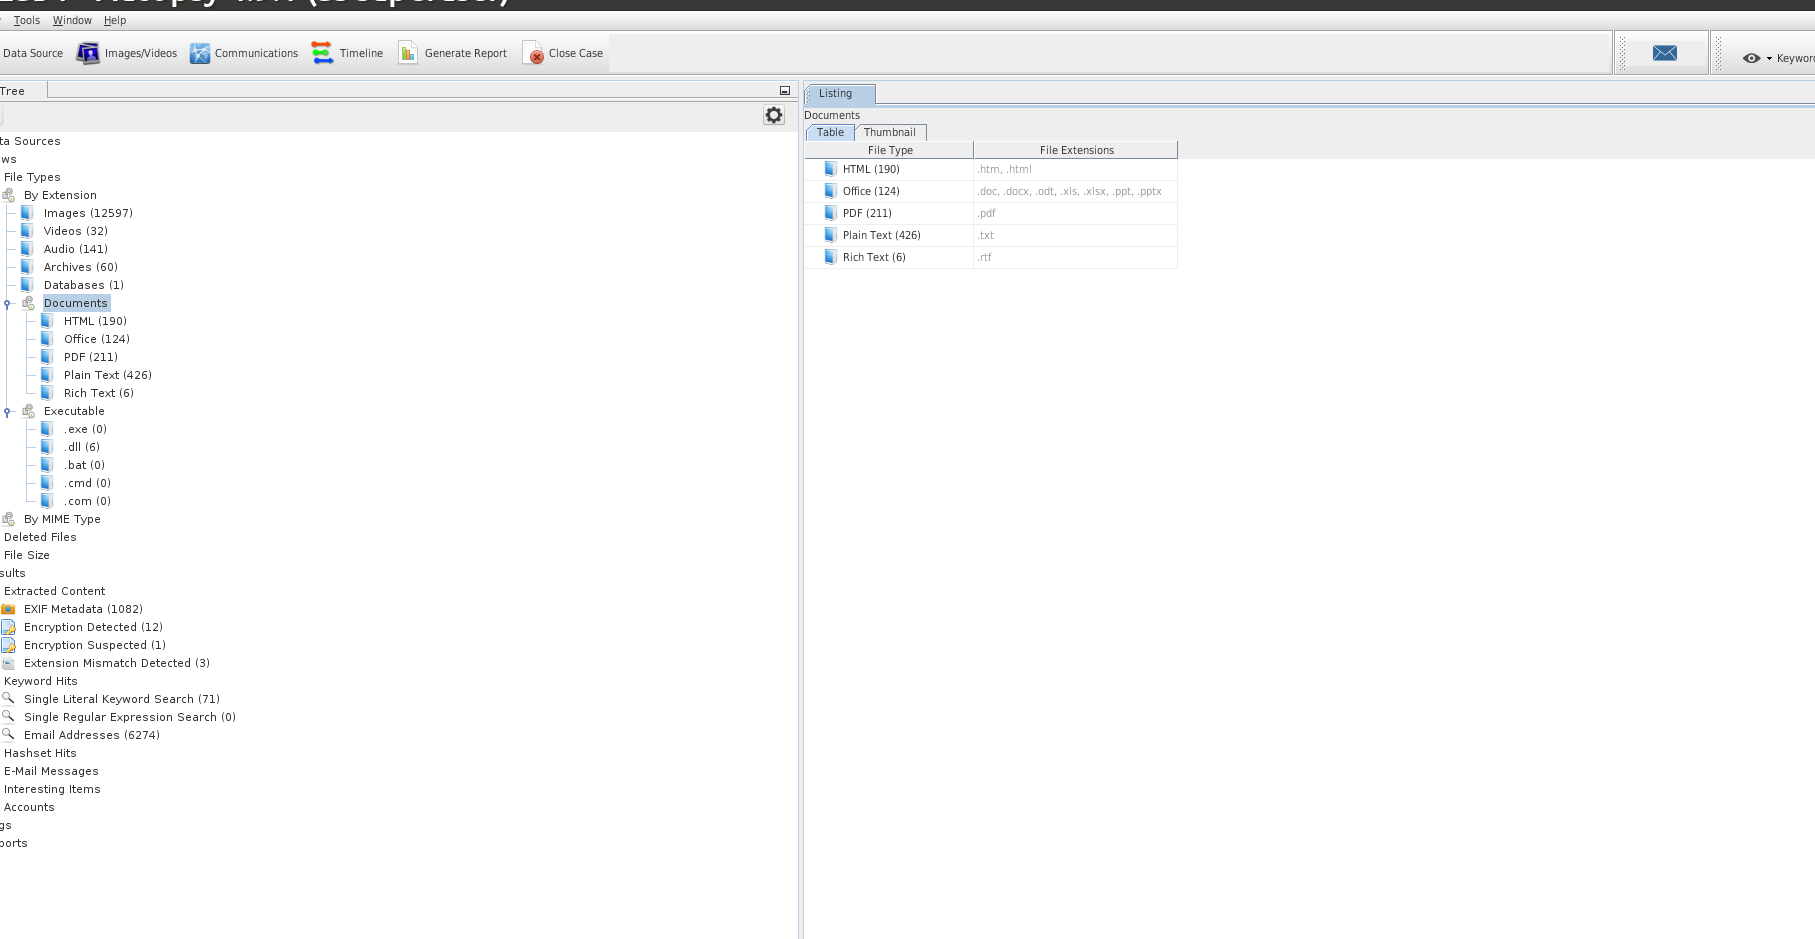 Tools Window Help
Data Source Images/Videos Communications Timeline Generate Report Close Case
Tree
Data Sources
File Types
By Extension
Images (12597)
Videos (32)
Audio (141)
Archives (60)
Databases (1)
Documents
HTML (190)
Office (124)
PDF (211)
Plain Text (426)
Rich Text (6)
Executable
.exe (0)
.dll (6)
.bat (0)
.cmd (0)
.com (0)
By MIME Type
Deleted Files
File Size
sults
Extracted Content
EXIF Metadata (1082)
Encryption Detected (12)
Encryption Suspected (1)
Extension Mismatch Detected (3)
Keyword Hits
Single Literal Keyword Search (71)
Single Regular Expression Search (0)
Email Addresses (6274)
Hashset Hits
E-Mail Messages
Interesting Items
Accounts
gs
ports
Keywor
Listing
Documents
Table Thumbnail
File Type File Extensions
HTML (190) .htm, .html
Office (124) .doc, .docx, .odt, .xls, .xlsx, .ppt, .pptx
PDF (211) .pdf
Plain Text (426) .txt
Rich Text (6) .rtf